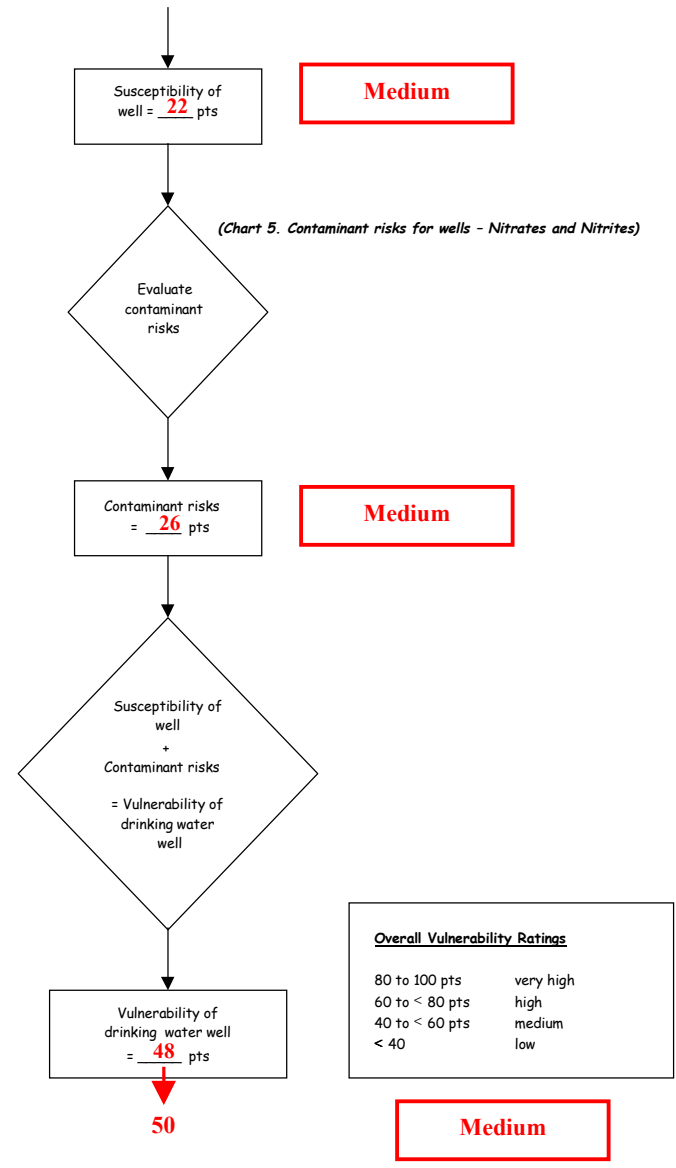 Susceptibility of
well = 22 pts
Medium
(Chart 5. Contaminant risks for wells – Nitrates and Nitrites)
Evaluate
contaminant
risks
Contaminant risks
= 26 pts
Medium
Susceptibility of
well
+
Contaminant risks
= Vulnerability of
drinking water
well
Overall Vulnerability Ratings
80 to 100 pts very high
60 to < 80 pts high
40 to < 60 pts medium
< 40 low
Vulnerability of
drinking water well
= 48 pts
50
Medium